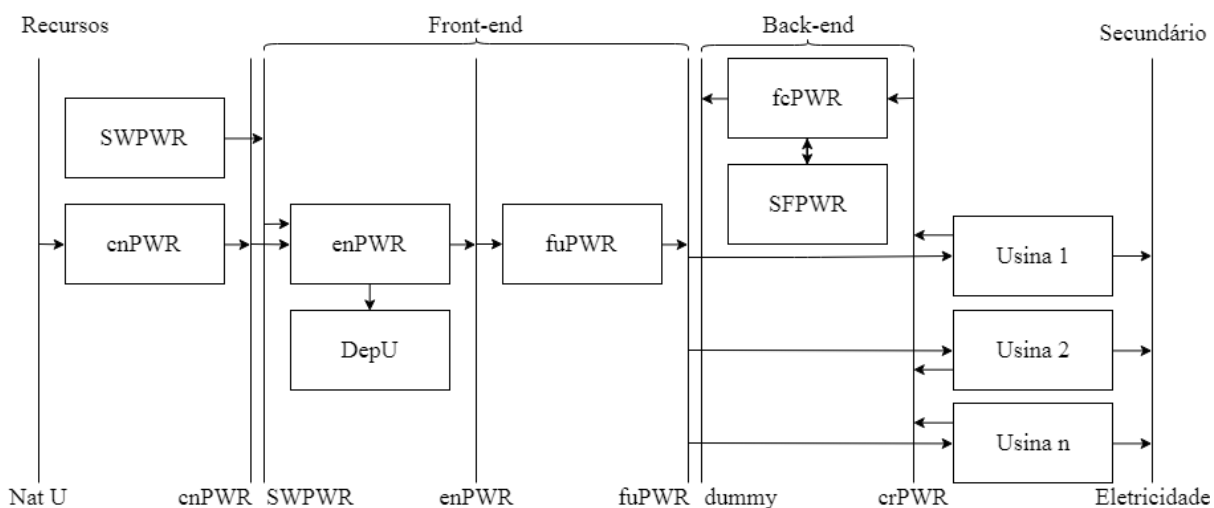 Recursos
Front-end
Back-end
Secundário
SWPWR
fcPWR
cnPWR
enPWR
fuPWR
SFPWR
Usina 1
DepU
Usina 2
Usina n
Nat U
cnPWR
SWPWR
enPWR
fuPWR
dummy
crPWR
Eletricidade